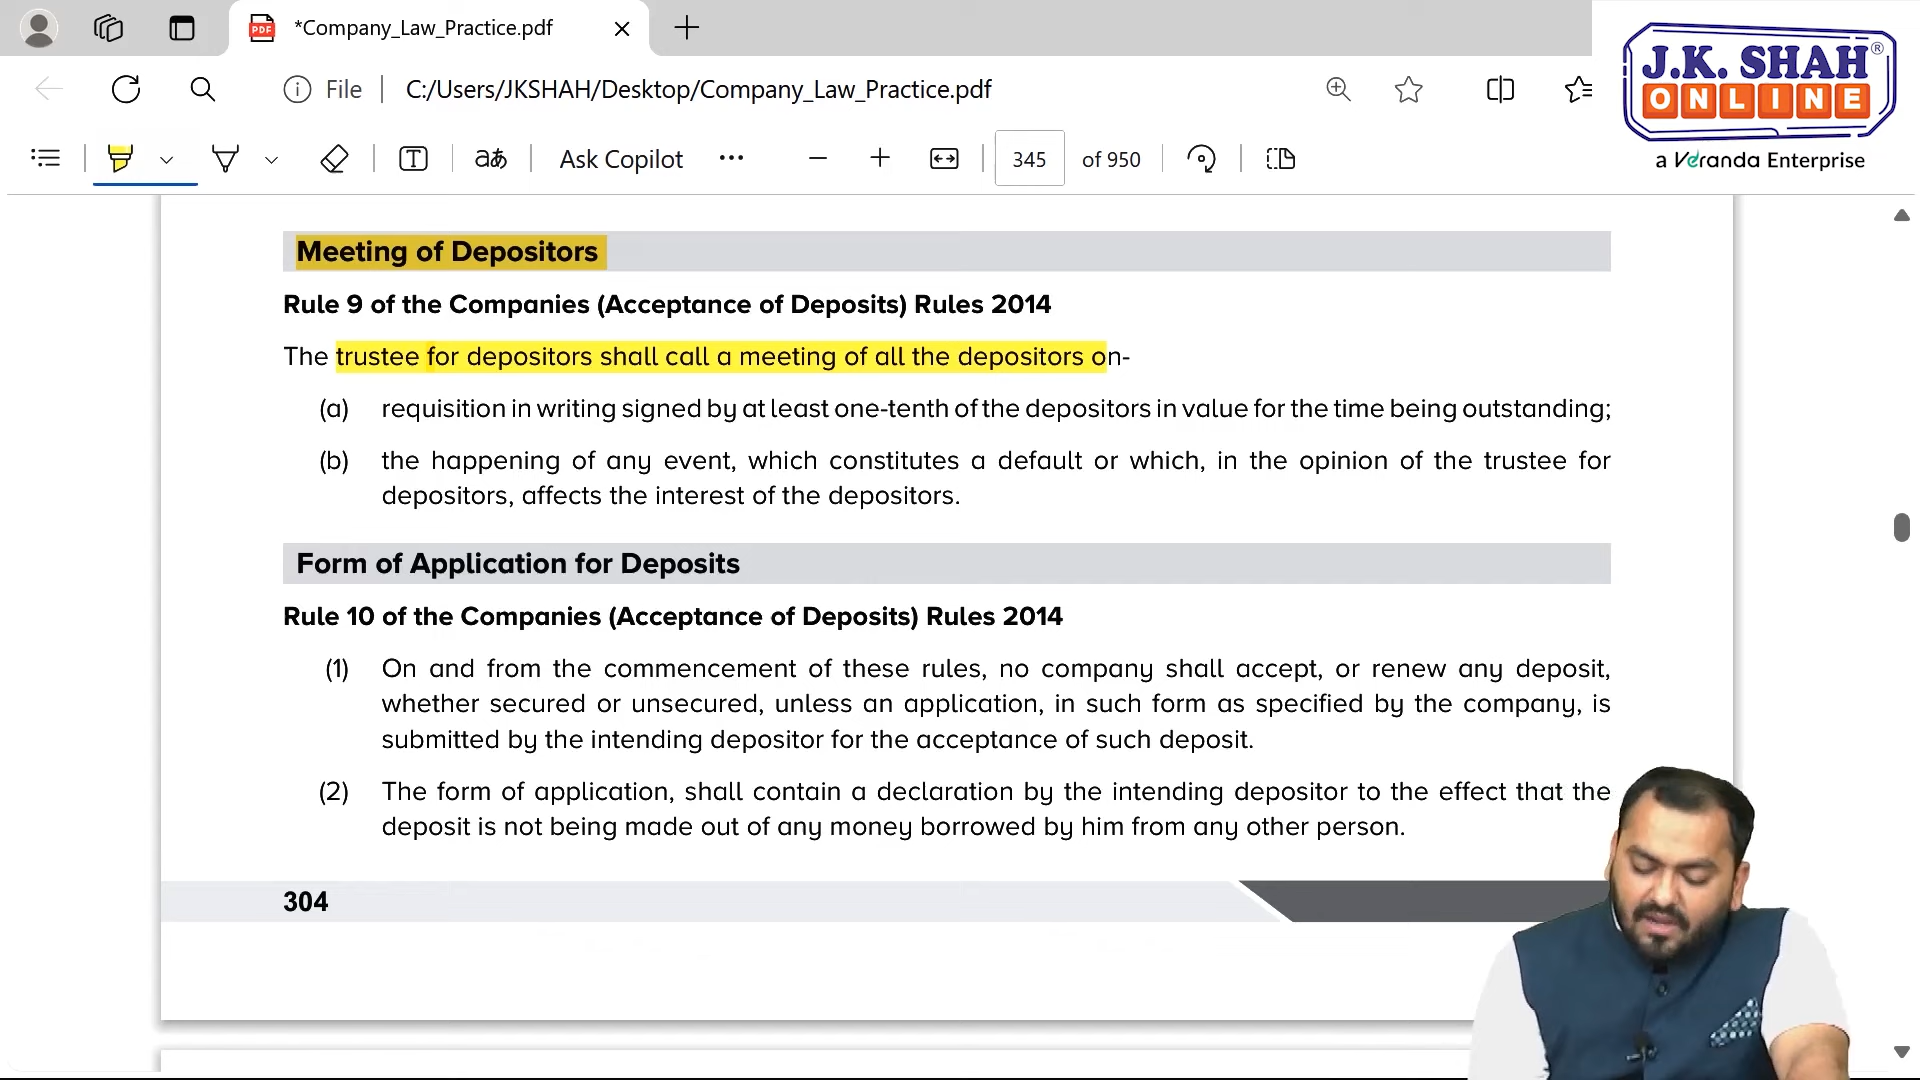 *Company_Law_Practice.pdf
File
C:/Users/JKSHAH/Desktop/Company_Law_Practice.pdf
J.K. SHAH®
ONLINE
a Veranda Enterprise
PDF
T
aあ
Ask Copilot
345
of 950
Meeting of Depositors
Rule 9 of the Companies (Acceptance of Deposits) Rules 2014
The trustee for depositors shall call a meeting of all the depositors on-
(a) requisition in writing signed by at least one-tenth of the depositors in value for the time being outstanding;
(b) the happening of any event, which constitutes a default or which, in the opinion of the trustee for
depositors, affects the interest of the depositors.
Form of Application for Deposits
Rule 10 of the Companies (Acceptance of Deposits) Rules 2014
(1) On and from the commencement of these rules, no company shall accept, or renew any deposit,
whether secured or unsecured, unless an application, in such form as specified by the company, is
submitted by the intending depositor for the acceptance of such deposit.
(2) The form of application, shall contain a declaration by the intending depositor to the effect that the
deposit is not being made out of any money borrowed by him from any other person.
304